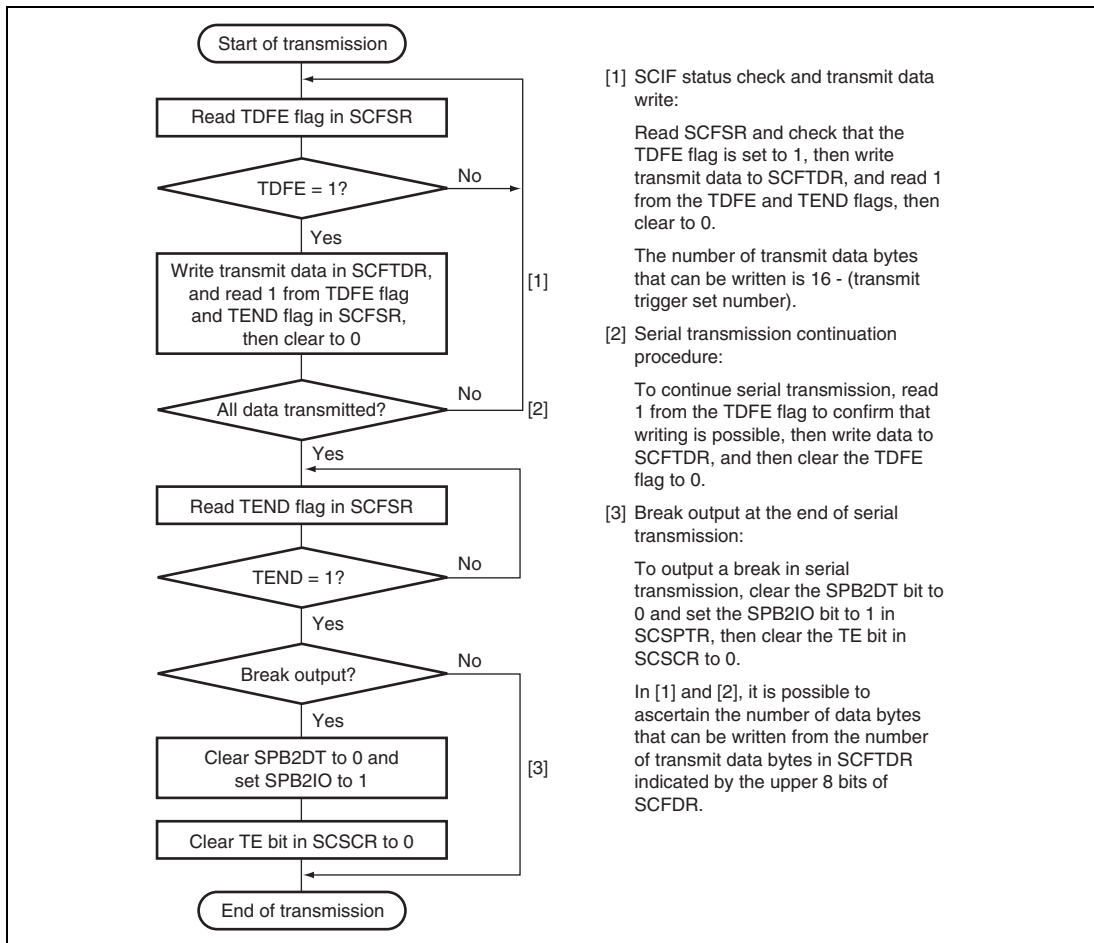 Start of transmission
Read TDFE flag in SCFSR
TDFE = 1?
No
Yes
Write transmit data in SCFTDR,
and read 1 from TDFE flag
and TEND flag in SCFSR,
then clear to 0
[1]
All data transmitted?
No
[2]
Yes
Read TEND flag in SCFSR
TEND = 1?
No
Yes
Break output?
No
Yes
Clear SPB2DT to 0 and
set SPB2IO to 1
[3]
Clear TE bit in SCSCR to 0
End of transmission
[1] SCIF status check and transmit data
write:
Read SCFSR and check that the
TDFE flag is set to 1, then write
transmit data to SCFTDR, and read 1
from the TDFE and TEND flags, then
clear to 0.
The number of transmit data bytes
that can be written is 16 - (transmit
trigger set number).
[2] Serial transmission continuation
procedure:
To continue serial transmission, read
1 from the TDFE flag to confirm that
writing is possible, then write data to
SCFTDR, and then clear the TDFE
flag to 0.
[3] Break output at the end of serial
transmission:
To output a break in serial
transmission, clear the SPB2DT bit to
0 and set the SPB2IO bit to 1 in
SCSPTR, then clear the TE bit in
SCSCR to 0.
In [1] and [2], it is possible to
ascertain the number of data bytes
that can be written from the number
of transmit data bytes in SCFTDR
indicated by the upper 8 bits of
SCFDR.